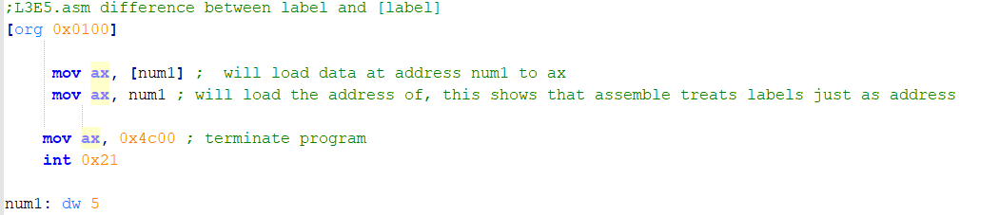 ;L3E5.asm difference between label and [label]
[org 0x0100]
mov ax, [num1] ;  will load data at address num1 to ax
mov ax, num1 ; will load the address of, this shows that assemble treats labels just as address
mov ax, 0x4c00 ; terminate program
int 0x21
num1: dw 5